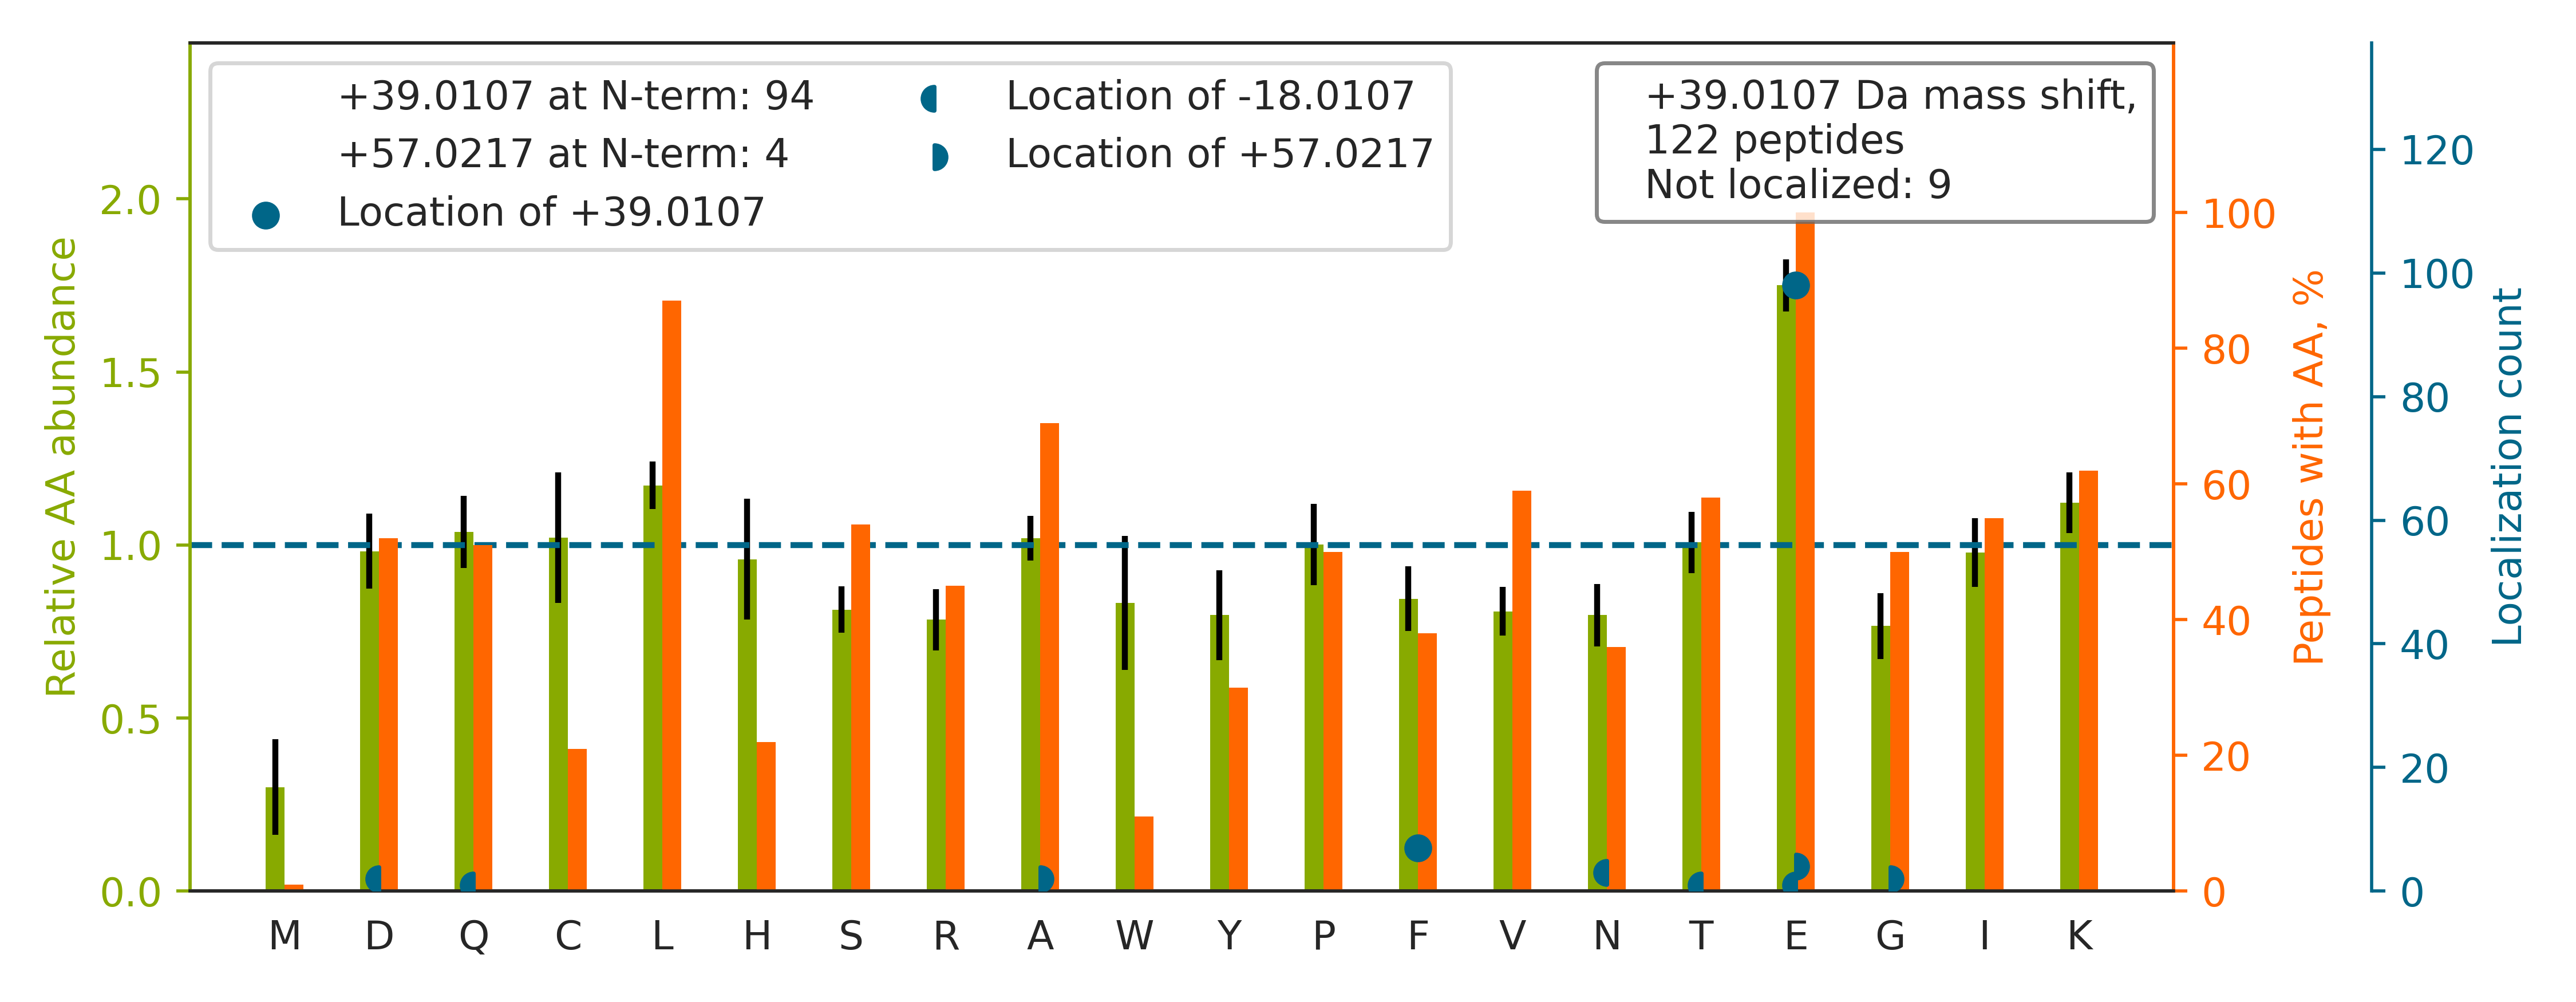 +39.0107 at N-term: 94
+57.0217 at N-term: 4
Location of +39.0107
Location of -18.0107
Location of +57.0217
+39.0107 Da mass shift,
122 peptides
Not localized: 9
Relative AA abundance
2.0
1.5
1.0
0.5
0.0
M D Q C L H S R A W Y P F V N T E G I K
100
80
60
40
20
0
Peptides with AA, %
120
100
80
60
40
20
0
Localization count